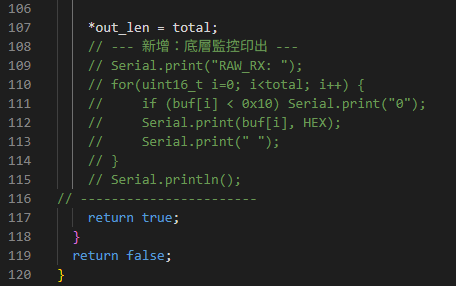 106
107     *out_len = total;
108     // --- 新增：底層監控印出 ---
109     // Serial.print("RAW_RX: ");
110     // for(uint16_t i=0; i<total; i++) {
111     //     if (buf[i] < 0x10) Serial.print("0");
112     //     Serial.print(buf[i], HEX);
113     //     Serial.print(" ");
114     // }
115     // Serial.println();
116 // -----------------------
117     return true;
118   }
119   return false;
120 }